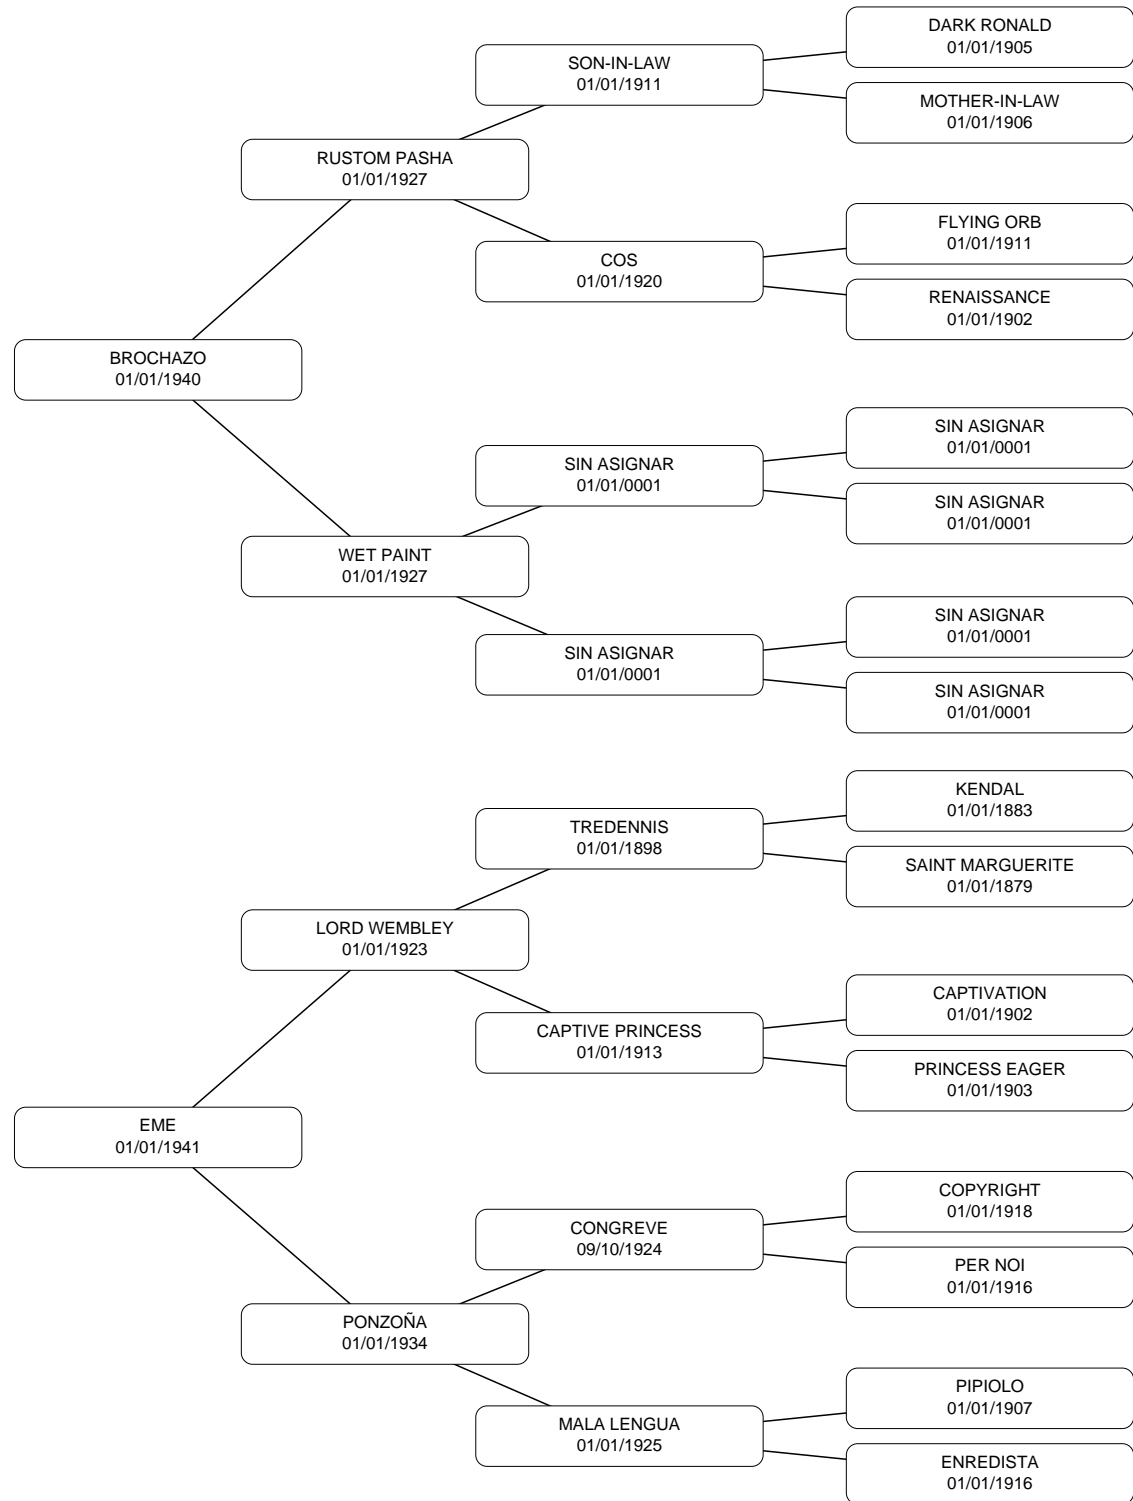 DARK RONALD
01/01/1905
SON-IN-LAW
01/01/1911
MOTHER-IN-LAW
01/01/1906
RUSTOM PASHA
01/01/1927
FLYING ORB
01/01/1911
COS
01/01/1920
RENAISSANCE
01/01/1902
BROCHAZO
01/01/1940
SIN ASIGNAR
01/01/0001
SIN ASIGNAR
01/01/0001
SIN ASIGNAR
01/01/0001
WET PAINT
01/01/1927
SIN ASIGNAR
01/01/0001
SIN ASIGNAR
01/01/0001
SIN ASIGNAR
01/01/0001
KENDAL
01/01/1883
TREDENNIS
01/01/1898
SAINT MARGUERITE
01/01/1879
LORD WEMBLEY
01/01/1923
CAPTIVATION
01/01/1902
CAPTIVE PRINCESS
01/01/1913
PRINCESS EAGER
01/01/1903
EME
01/01/1941
COPYRIGHT
01/01/1918
CONGREVE
09/10/1924
PER NOI
01/01/1916
PONZOÑA
01/01/1934
PIPIOLO
01/01/1907
MALA LENGUA
01/01/1925
ENREDISTA
01/01/1916